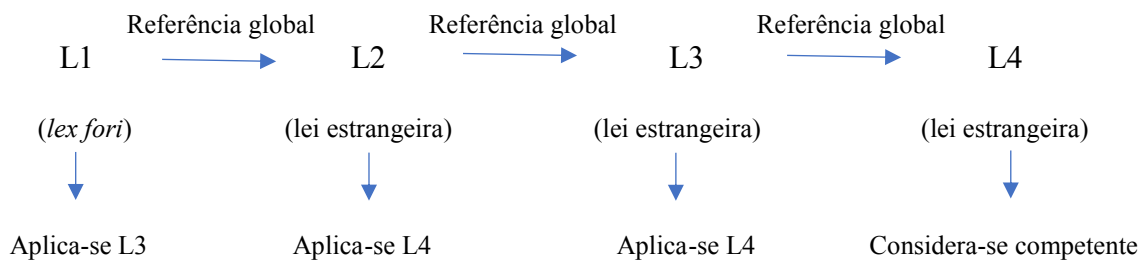 Referência global Referência global Referência global
L1 L2 L3 L4
(lex fori) (lei estrangeira) (lei estrangeira) (lei estrangeira)
Aplica-se L3 Aplica-se L4 Aplica-se L4 Considera-se competente